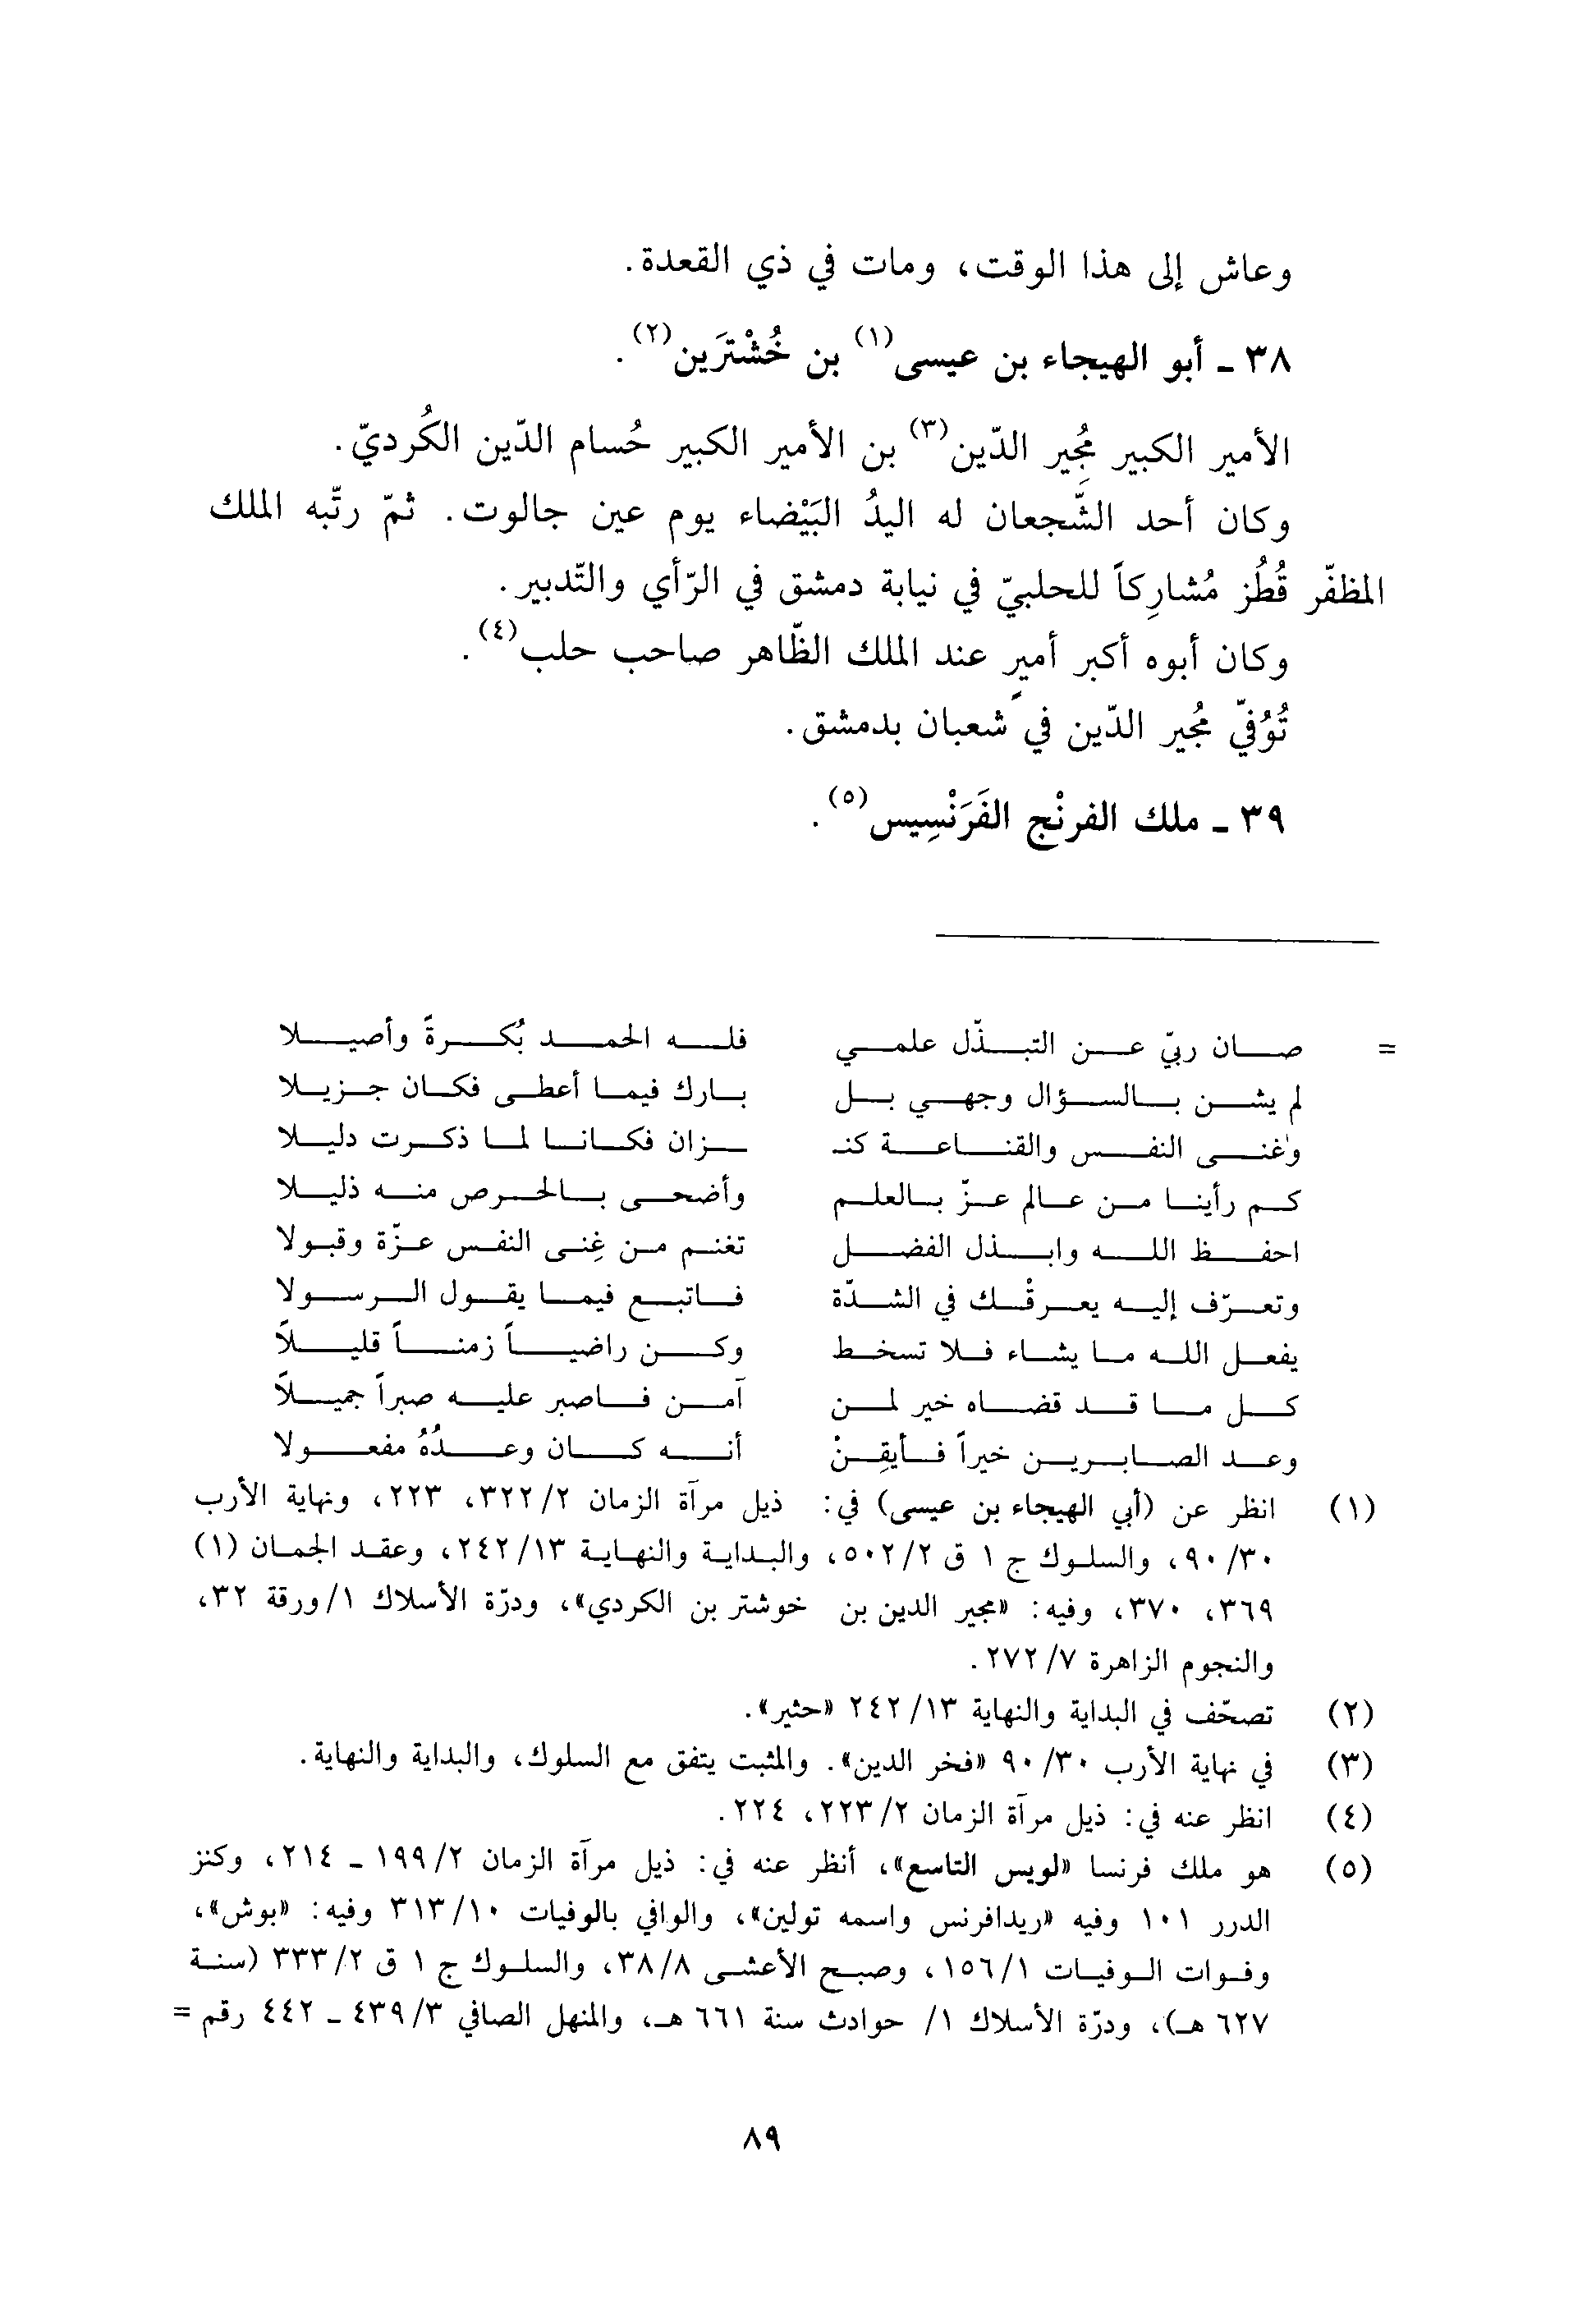 وعاش إلى هذا الوقت، ومات في ذي القعدة.
٣٨ ـ أبو الهيجاء بن عيسى(١) بن خُشْتَرَين(٢).
الأمير الكبير مُجِير الدّين(٣) بن الأمير الكبير حُسام الدّين الكُرديّ.
وكان أحد الشّجعان له اليدُ البَيْضاء يوم عين جالوت. ثمّ رتّبه الملك
المظفّر قُطُز مُشارِكاً للحلبيّ في نيابة دمشق في الرّأي والتّدبير.
وكان أبوه أكبر أميرٍ عند الملك الظّاهر صاحب حلب(٤).
تُوُفّي مُجير الدّين في شعبان بدمشق.
٣٩ ـ ملك الفرنْج الفَرَنْسِيس(٥).
= صان ربّي عن التبذّل علمي فله الحمد بُكرةً وأصيلا
لم يشن بالسؤال وجهي بل بارك فيما أعطى فكان جزيلا
وغنى النفس والقناعة كنـ ـزان فكانا لما ذكرت دليلا
كم رأينا من عالم عزّ بالعلم وأضحى بالحرص منه ذليلا
احفظ الله وابذل الفضل تغنم من غِنى النفس عزّة وقبولا
وتعرّف إليه يعرفْك في الشدّة فاتبع فيما يقول الرسولا
يفعل الله ما يشاء فلا تسخط وكن راضياً زمناً قليلاً
كل ما قد قضاه خير لمن آمن فاصبر عليه صبراً جميلاً
وعد الصابرين خيراً فأيقِنْ أنه كان وعدُهُ مفعولا
(١) انظر عن (أبي الهيجاء بن عيسى) في: ذيل مرآة الزمان ٣٢٢/٢، ٢٢٣، ونهاية الأرب
٩٠/٣٠، والسلوك ج ١ ق ٥٠٢/٢، والبداية والنهاية ٢٤٢/١٣، وعقد الجمان (١)
٣٦٩، ٣٧٠، وفيه: «مجير الدين بن خوشتر بن الكردي»، ودرّة الأسلاك ١/ورقة ٣٢،
والنجوم الزاهرة ٢٧٢/٧.
(٢) تصحّف في البداية والنهاية ٢٤٢/١٣ «حثير».
(٣) في نهاية الأرب ٩٠/٣٠ «فخر الدين». والمثبت يتفق مع السلوك، والبداية والنهاية.
(٤) انظر عنه في: ذيل مرآة الزمان ٢٢٣/٢، ٢٢٤.
(٥) هو ملك فرنسا «لويس التاسع»، أنظر عنه في: ذيل مرآة الزمان ١٩٩/٢ ـ ٢١٤، وكنز
الدرر ١٠١ وفيه «ريدافرنس واسمه تولين»، والوافي بالوفيات ٣١٣/١٠ وفيه: «بوش»،
وفوات الوفيات ١٥٦/١، وصبح الأعشى ٣٨/٨، والسلوك ج ١ ق ٣٣٣/٢ (سنة
٦٢٧ هـ)، ودرّة الأسلاك ١/ حوادث سنة ٦٦١ هـ، والمنهل الصافي ٤٣٩/٣ ـ ٤٤٢ رقم =
٨٩